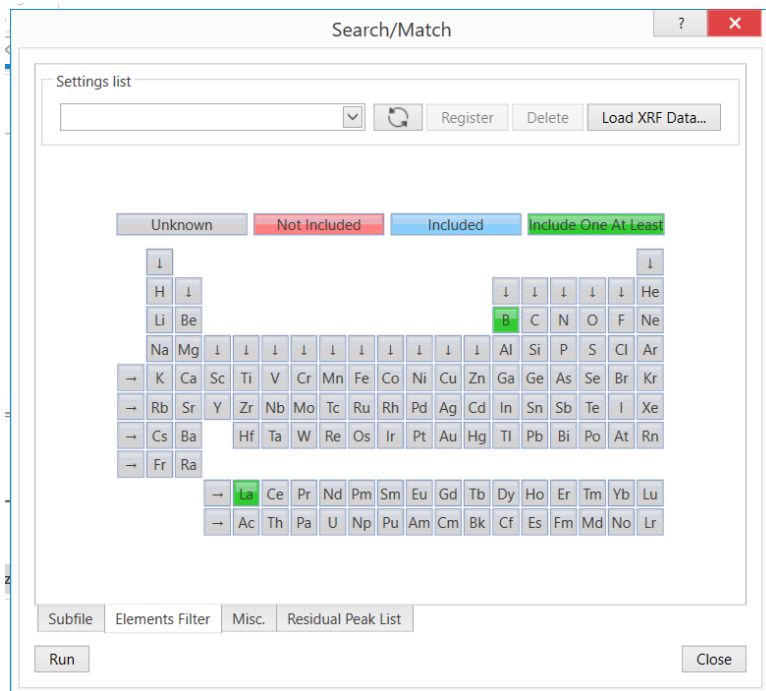 Search/Match
?
Settings list
Register
Delete
Load XRF Data...
Unknown
Not Included
Included
Include One At Least
↓ ↓
H ↓ ↓ ↓ ↓ ↓ ↓ He
Li Be B C N O F Ne
Na Mg ↓ ↓ ↓ ↓ ↓ ↓ ↓ ↓ ↓ ↓ Al Si P S Cl Ar
→ K Ca Sc Ti V Cr Mn Fe Co Ni Cu Zn Ga Ge As Se Br Kr
→ Rb Sr Y Zr Nb Mo Tc Ru Rh Pd Ag Cd In Sn Sb Te I Xe
→ Cs Ba Hf Ta W Re Os Ir Pt Au Hg Tl Pb Bi Po At Rn
→ Fr Ra
→ La Ce Pr Nd Pm Sm Eu Gd Tb Dy Ho Er Tm Yb Lu
→ Ac Th Pa U Np Pu Am Cm Bk Cf Es Fm Md No Lr
Subfile
Elements Filter
Misc.
Residual Peak List
Run
Close